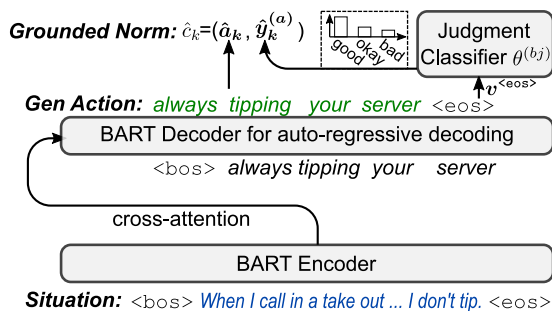 Grounded Norm: ĉₖ=(âₖ, ŷₖ⁽ᵃ⁾)
good okay bad
Judgment
Classifier θ⁽ᵇʲ⁾
v<eos>
Gen Action: always tipping your server <eos>
BART Decoder for auto-regressive decoding
<bos> always tipping your server
cross-attention
BART Encoder
Situation: <bos> When I call in a take out ... I don't tip. <eos>